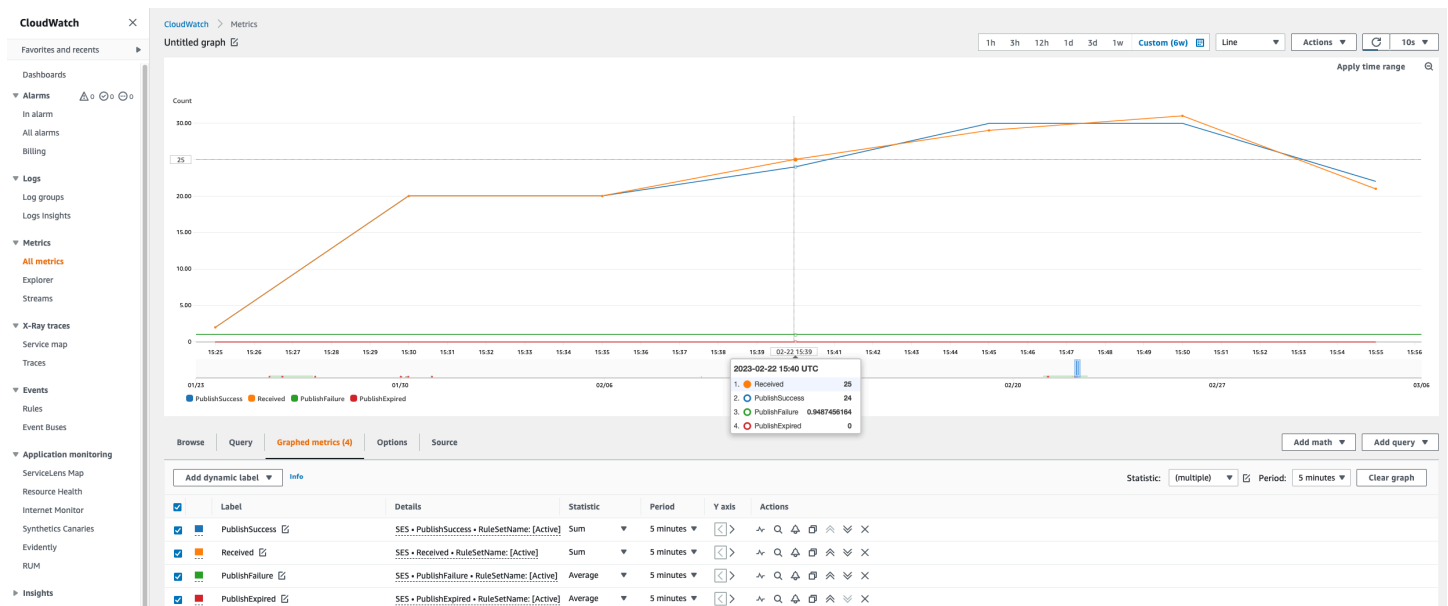 CloudWatch
CloudWatch > Metrics
Favorites and recents
Untitled graph
1h 3h 12h 1d 3d 1w Custom (6w) Line Actions 10s
Dashboards
Alarms 0 0 0
In alarm
All alarms
Billing
Logs
Log groups
Logs Insights
Metrics
All metrics
Explorer
Streams
X-Ray traces
Service map
Traces
Events
Rules
Event Buses
Application monitoring
ServiceLens Map
Resource Health
Internet Monitor
Synthetics Canaries
Evidently
RUM
Insights
Apply time range
Count
30.00
25
20.00
15.00
10.00
5.00
0
15:25 15:26 15:27 15:28 15:29 15:30 15:31 15:32 15:33 15:34 15:35 15:36 15:37 15:38 15:39 02-22 15:39 15:41 15:42 15:43 15:44 15:45 15:46 15:47 15:48 15:49 15:50 15:51 15:52 15:53 15:54 15:55 15:56
01/23 01/30 02/06 02/20 02/27 03/06
PublishSuccess Received PublishFailure PublishExpired
2023-02-22 15:40 UTC
1. Received 25
2. PublishSuccess 24
3. PublishFailure 0.9487456164
4. PublishExpired 0
Browse Query Graphed metrics (4) Options Source Add math Add query
Add dynamic label Info Statistic: (multiple) Period: 5 minutes Clear graph
Label Details Statistic Period Y axis Actions
PublishSuccess SES • PublishSuccess • RuleSetName: [Active] Sum 5 minutes
Received SES • Received • RuleSetName: [Active] Sum 5 minutes
PublishFailure SES • PublishFailure • RuleSetName: [Active] Average 5 minutes
PublishExpired SES • PublishExpired • RuleSetName: [Active] Average 5 minutes